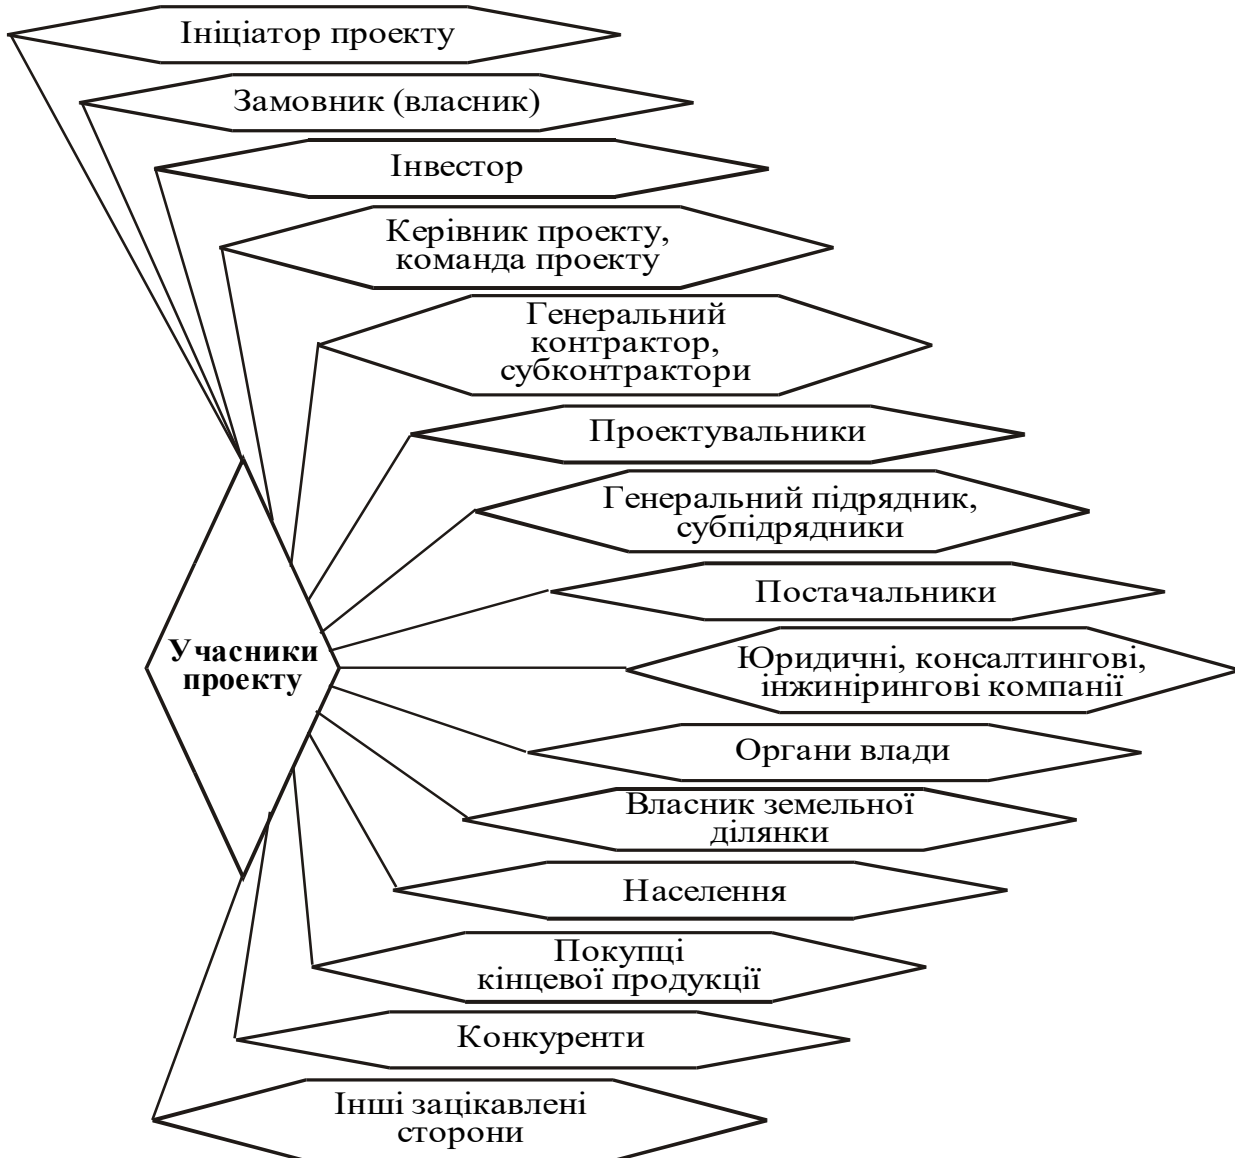 Ініціатор проекту
Замовник (власник)
Інвестор
Керівник проекту,
команда проекту
Генеральний
контрактор,
субконтрактори
Проектувальники
Генеральний підрядник,
субпідрядники
Постачальники
Учасники
проекту
Юридичні, консалтингові,
інжинірингові компанії
Органи влади
Власник земельної
ділянки
Населення
Покупці
кінцевої продукції
Конкуренти
Інші зацікавлені
сторони